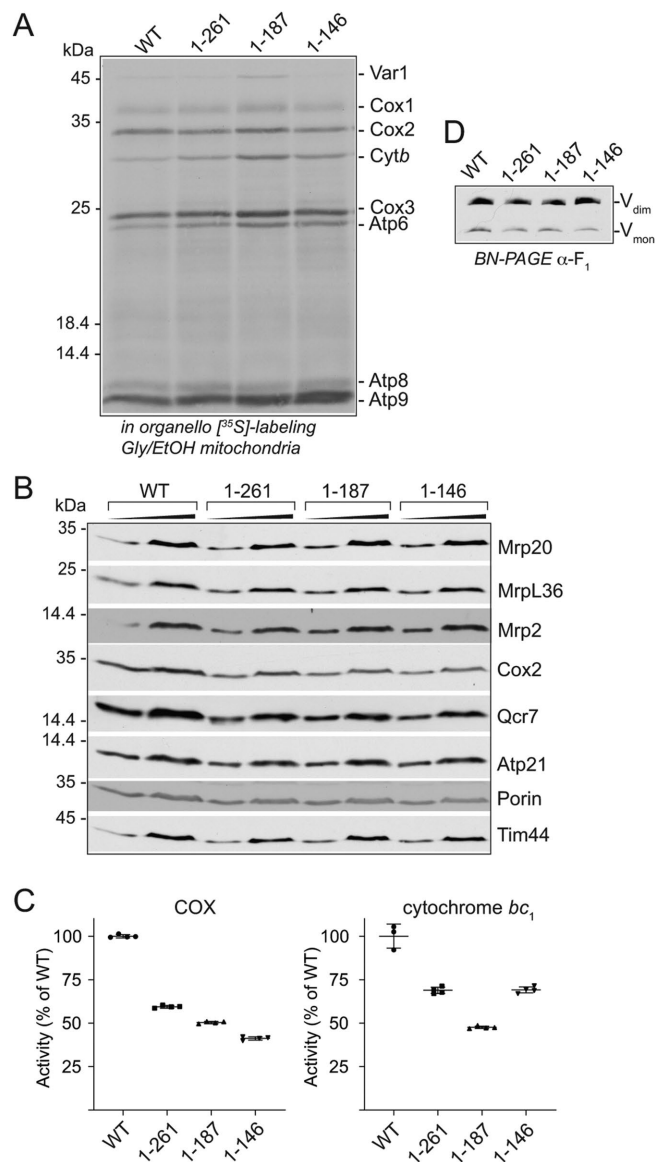 A
kDa
WT 1-261 1-187 1-146
45
35
25
18.4
14.4
Var1
Cox1
Cox2
Cytb
Cox3
Atp6
Atp8
Atp9
in organello [³⁵S]-labeling
Gly/EtOH mitochondria
D
WT 1-261 1-187 1-146
Vdim
Vmon
BN-PAGE α-F₁
B
kDa
WT 1-261 1-187 1-146
35
Mrp20
25
MrpL36
14.4
Mrp2
35
Cox2
14.4
Qcr7
14.4
Atp21
35
Porin
45
Tim44
C
COX
Activity (% of WT)
100
75
50
25
WT 1-261 1-187 1-146
cytochrome bc₁
Activity (% of WT)
100
75
50
25
WT 1-261 1-187 1-146